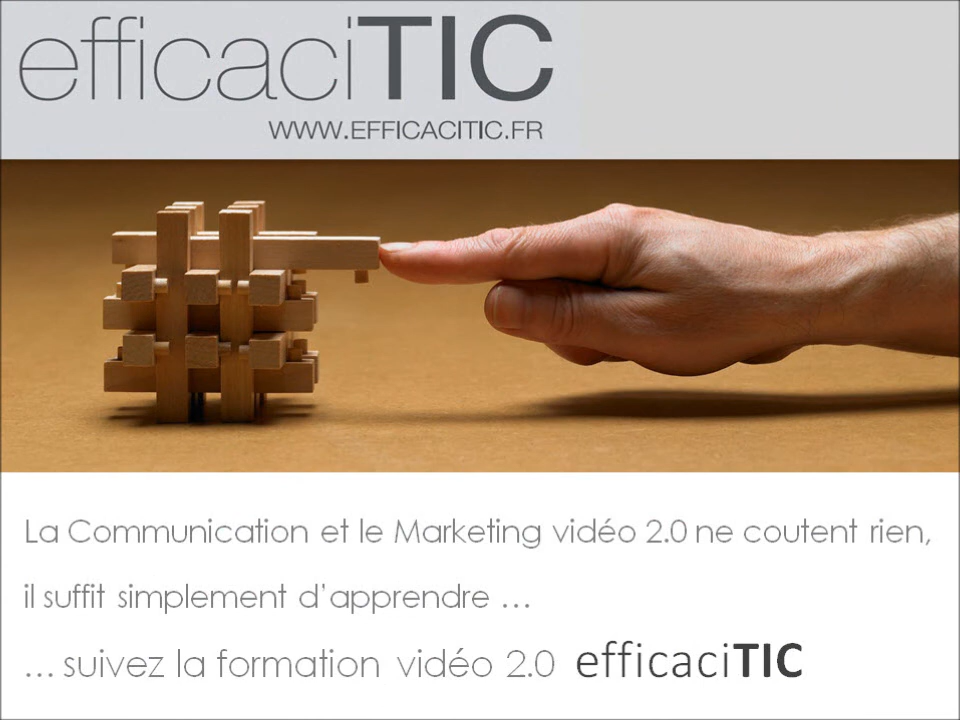 efficaciTIC
WWW.EFFICACITIC.FR
La Communication et le Marketing vidéo 2.0 ne coutent rien,
il suffit simplement d'apprendre ...
... suivez la formation vidéo 2.0 efficaciTIC